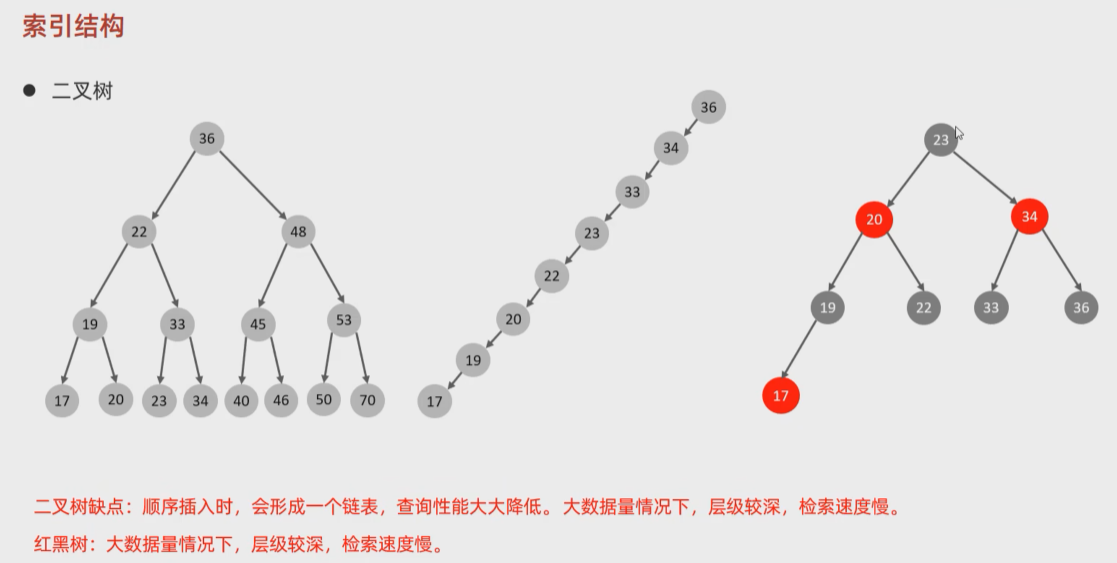 索引结构
● 二叉树
36
22 48
19 33 45 53
17 20 23 34 40 46 50 70
36
34
33
23
22
20
19
17
23
20 34
19 22 33 36
17
二叉树缺点：顺序插入时，会形成一个链表，查询性能大大降低。大数据量情况下，层级较深，检索速度慢。
红黑树：大数据量情况下，层级较深，检索速度慢。